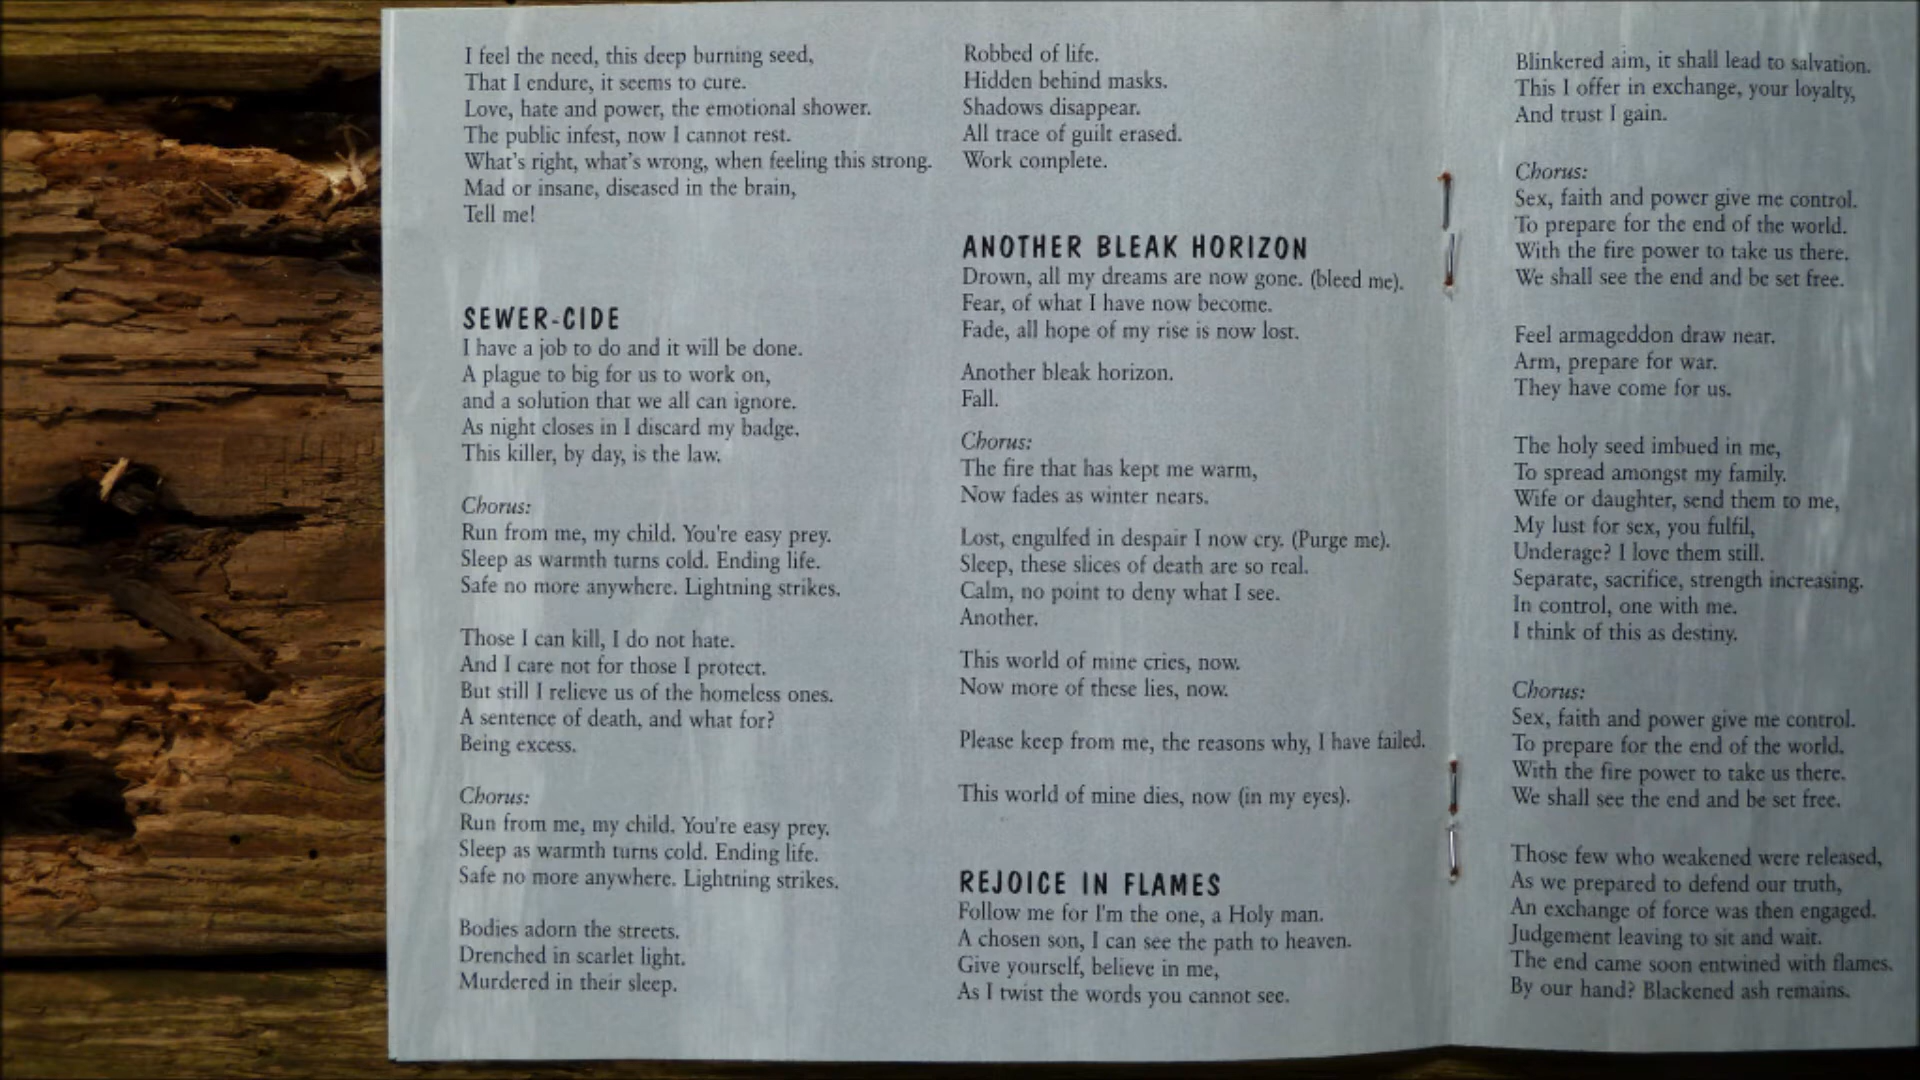 I feel the need, this deep burning seed,
That I endure, it seems to cure.
Love, hate and power, the emotional shower.
The public infest, now I cannot rest.
What's right, what's wrong, when feeling this strong.
Mad or insane, diseased in the brain,
Tell me!
SEWER-CIDE
I have a job to do and it will be done.
A plague to big for us to work on,
and a solution that we all can ignore.
As night closes in I discard my badge.
This killer, by day, is the law.
Chorus:
Run from me, my child. You're easy prey.
Sleep as warmth turns cold. Ending life.
Safe no more anywhere. Lightning strikes.
Those I can kill, I do not hate.
And I care not for those I protect.
But still I relieve us of the homeless ones.
A sentence of death, and what for?
Being excess.
Chorus:
Run from me, my child. You're easy prey.
Sleep as warmth turns cold. Ending life.
Safe no more anywhere. Lightning strikes.
Bodies adorn the streets.
Drenched in scarlet light.
Murdered in their sleep.
Robbed of life.
Hidden behind masks.
Shadows disappear.
All trace of guilt erased.
Work complete.
ANOTHER BLEAK HORIZON
Drown, all my dreams are now gone. (bleed me).
Fear, of what I have now become.
Fade, all hope of my rise is now lost.
Another bleak horizon.
Fall.
Chorus:
The fire that has kept me warm,
Now fades as winter nears.
Lost, engulfed in despair I now cry. (Purge me).
Sleep, these slices of death are so real.
Calm, no point to deny what I see.
Another.
This world of mine cries, now.
Now more of these lies, now.
Please keep from me, the reasons why, I have failed.
This world of mine dies, now (in my eyes).
REJOICE IN FLAMES
Follow me for I'm the one, a Holy man.
A chosen son, I can see the path to heaven.
Give yourself, believe in me,
As I twist the words you cannot see.
Blinkered aim, it shall lead to salvation.
This I offer in exchange, your loyalty,
And trust I gain.
Chorus:
Sex, faith and power give me control.
To prepare for the end of the world.
With the fire power to take us there.
We shall see the end and be set free.
Feel armageddon draw near.
Arm, prepare for war.
They have come for us.
The holy seed imbued in me,
To spread amongst my family.
Wife or daughter, send them to me,
My lust for sex, you fulfil,
Underage? I love them still.
Separate, sacrifice, strength increasing.
In control, one with me.
I think of this as destiny.
Chorus:
Sex, faith and power give me control.
To prepare for the end of the world.
With the fire power to take us there.
We shall see the end and be set free.
Those few who weakened were released,
As we prepared to defend our truth,
An exchange of force was then engaged.
Judgement leaving to sit and wait.
The end came soon entwined with flames.
By our hand? Blackened ash remains.